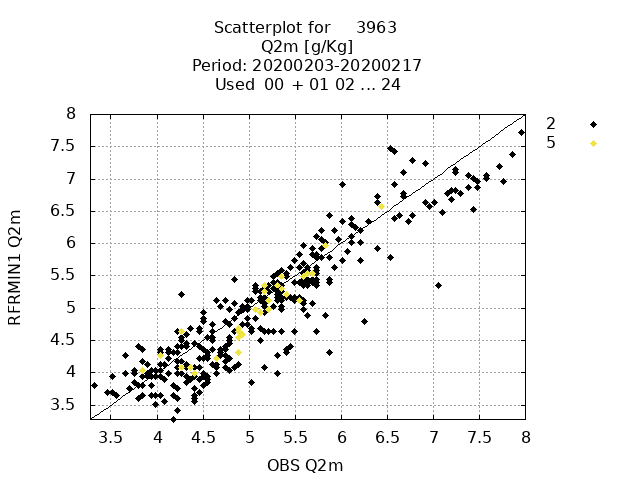 Scatterplot for 3963
Q2m [g/Kg]
Period: 20200203-20200217
Used 00 + 01 02 ... 24
2
5
8
7.5
7
6.5
6
5.5
5
4.5
4
3.5
RFRMIN1 Q2m
3.5 4 4.5 5 5.5 6 6.5 7 7.5 8
OBS Q2m